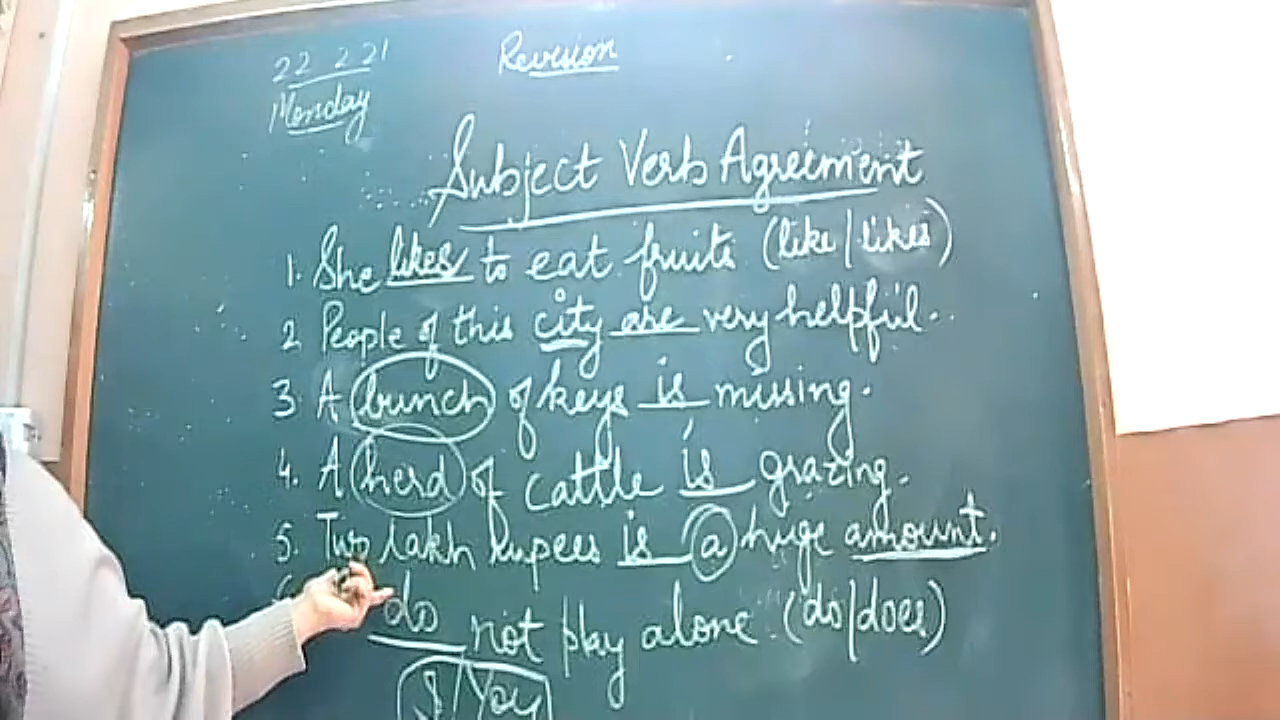 22 2 21
Revision
Monday
Subject Verb Agreement
1. She likes to eat fruits (like/likes)
2 People of this city are very helpful.
3 A bunch of keys is missing.
4. A herd of cattle is grazing.
5. Two lakh rupees is a huge amount.
do not play alone. (do/does)
I/You